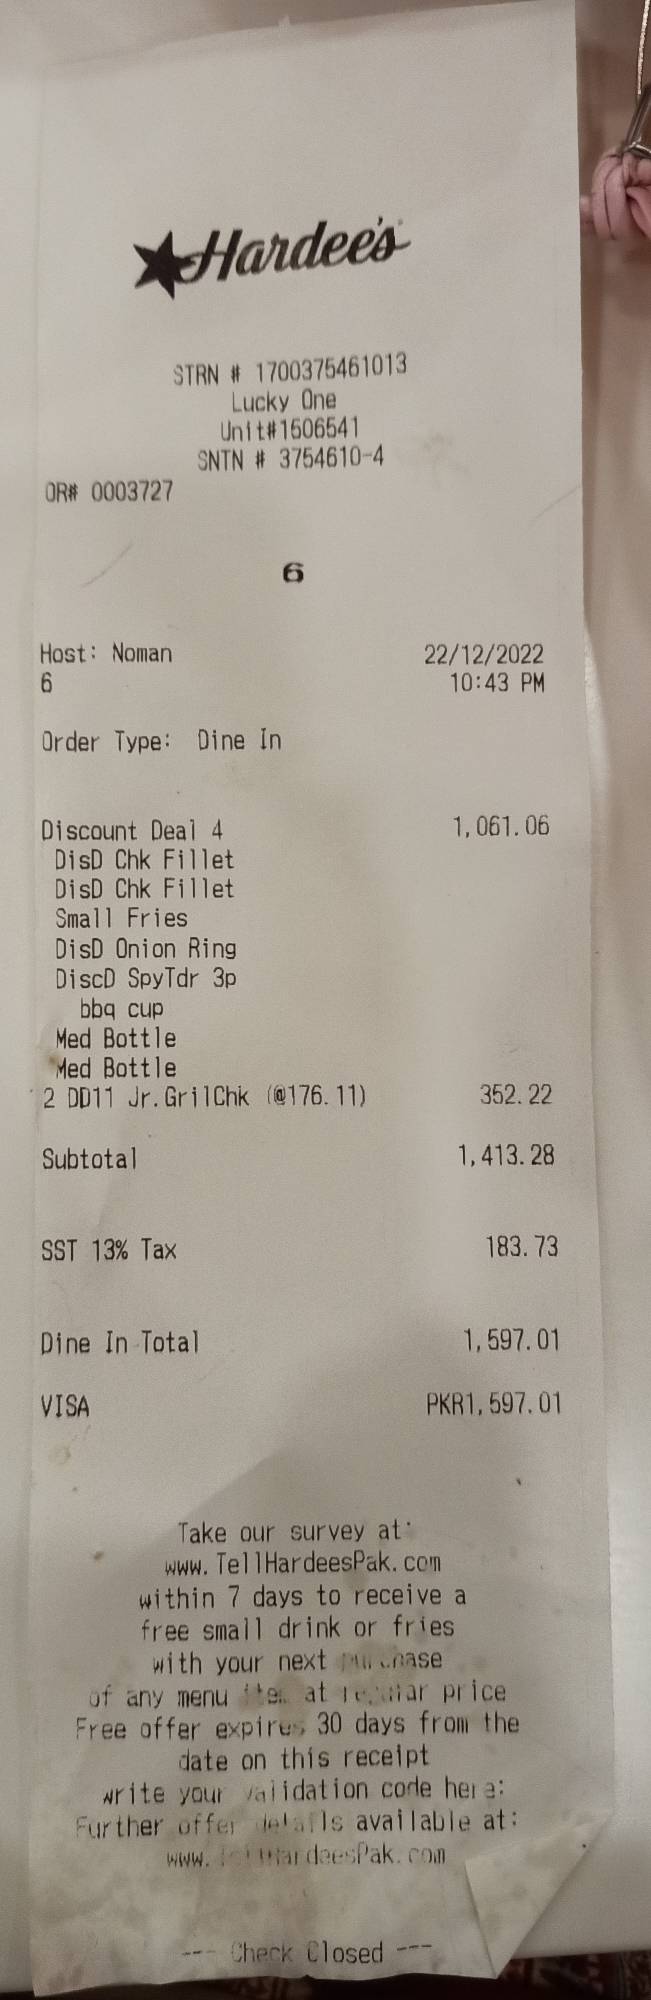 Hardee's
STRN # 1700375461013
Lucky One
Unit#1506541
SNTN # 3754610-4
OR# 0003727
6
Host: Noman 22/12/2022
6 10:43 PM
Order Type: Dine In
Discount Deal 4 1,061.06
DisD Chk Fillet
DisD Chk Fillet
Small Fries
DisD Onion Ring
DiscD SpyTdr 3p
bbq cup
Med Bottle
Med Bottle
2 DD11 Jr.GrilChk (@176.11) 352.22
Subtotal 1,413.28
SST 13% Tax 183.73
Dine In Total 1,597.01
VISA PKR1,597.01
Take our survey at:
www.TellHardeesPak.com
within 7 days to receive a
free small drink or fries
with your next purchase
of any menu item at regular price
Free offer expires 30 days from the
date on this receipt
write your validation code here:
Further offer details available at:
www.TellHardeesPak.com
--- Check Closed ---